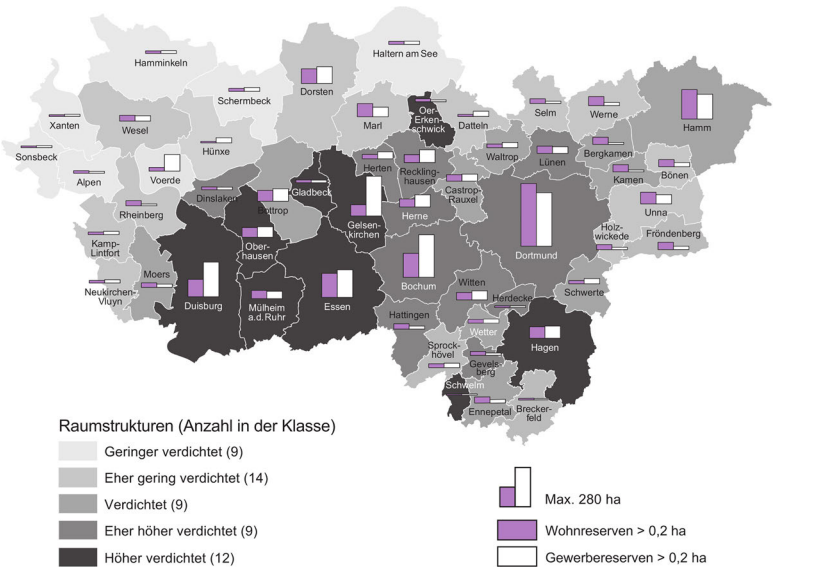 Hamminkeln
Haltern am See
Dorsten
Schermbeck
Xanten
Wesel
Marl
Oer-
Erken-
schwick
Datteln
Selm
Werne
Hamm
Sonsbeck
Hünxe
Alpen
Voerde
Herten
Reckling-
hausen
Waltrop
Lünen
Bergkamen
Kamen
Bönen
Rheinberg
Dinslaken
Bottrop
Gladbeck
Castrop-
Rauxel
Herne
Gelsen-
kirchen
Unna
Kamp-
Lintfort
Ober-
hausen
Dortmund
Holz-
wickede
Fröndenberg
Neukirchen-
Vluyn
Moers
Duisburg
Mülheim
a.d.Ruhr
Essen
Bochum
Witten
Herdecke
Schwerte
Hattingen
Wetter
Hagen
Sprock-
hövel
Gevels-
berg
Schwelm
Ennepetal
Brecker-
feld
Raumstrukturen (Anzahl in der Klasse)
Geringer verdichtet (9)
Eher gering verdichtet (14)
Verdichtet (9)
Eher höher verdichtet (9)
Höher verdichtet (12)
Max. 280 ha
Wohnreserven > 0,2 ha
Gewerbereserven > 0,2 ha